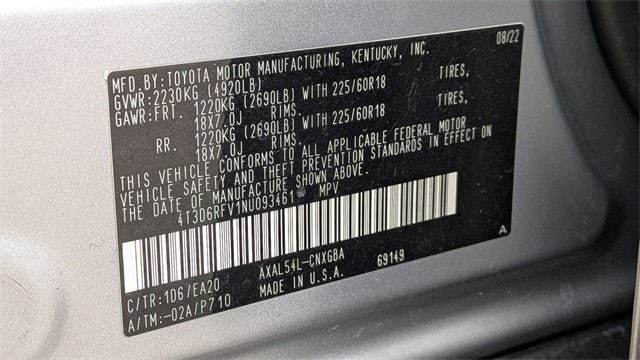 MFD.BY:TOYOTA MOTOR MANUFACTURING, KENTUCKY, INC. 08/22
GVWR:2230KG (4920LB)
GAWR:FRT. 1220KG (2690LB) WITH 225/60R18 TIRES,
18X7.0J RIMS.
RR. 1220KG (2690LB) WITH 225/60R18 TIRES,
18X7.0J RIMS.
THIS VEHICLE CONFORMS TO ALL APPLICABLE FEDERAL MOTOR
VEHICLE SAFETY AND THEFT PREVENTION STANDARDS IN EFFECT ON
THE DATE OF MANUFACTURE SHOWN ABOVE.
4T3D6RFV1NU093461 MPV
A
C/TR:1D6/EA20 AXAL54L-CNXGBA 69149
A/TM:-02A/P710 MADE IN U.S.A.